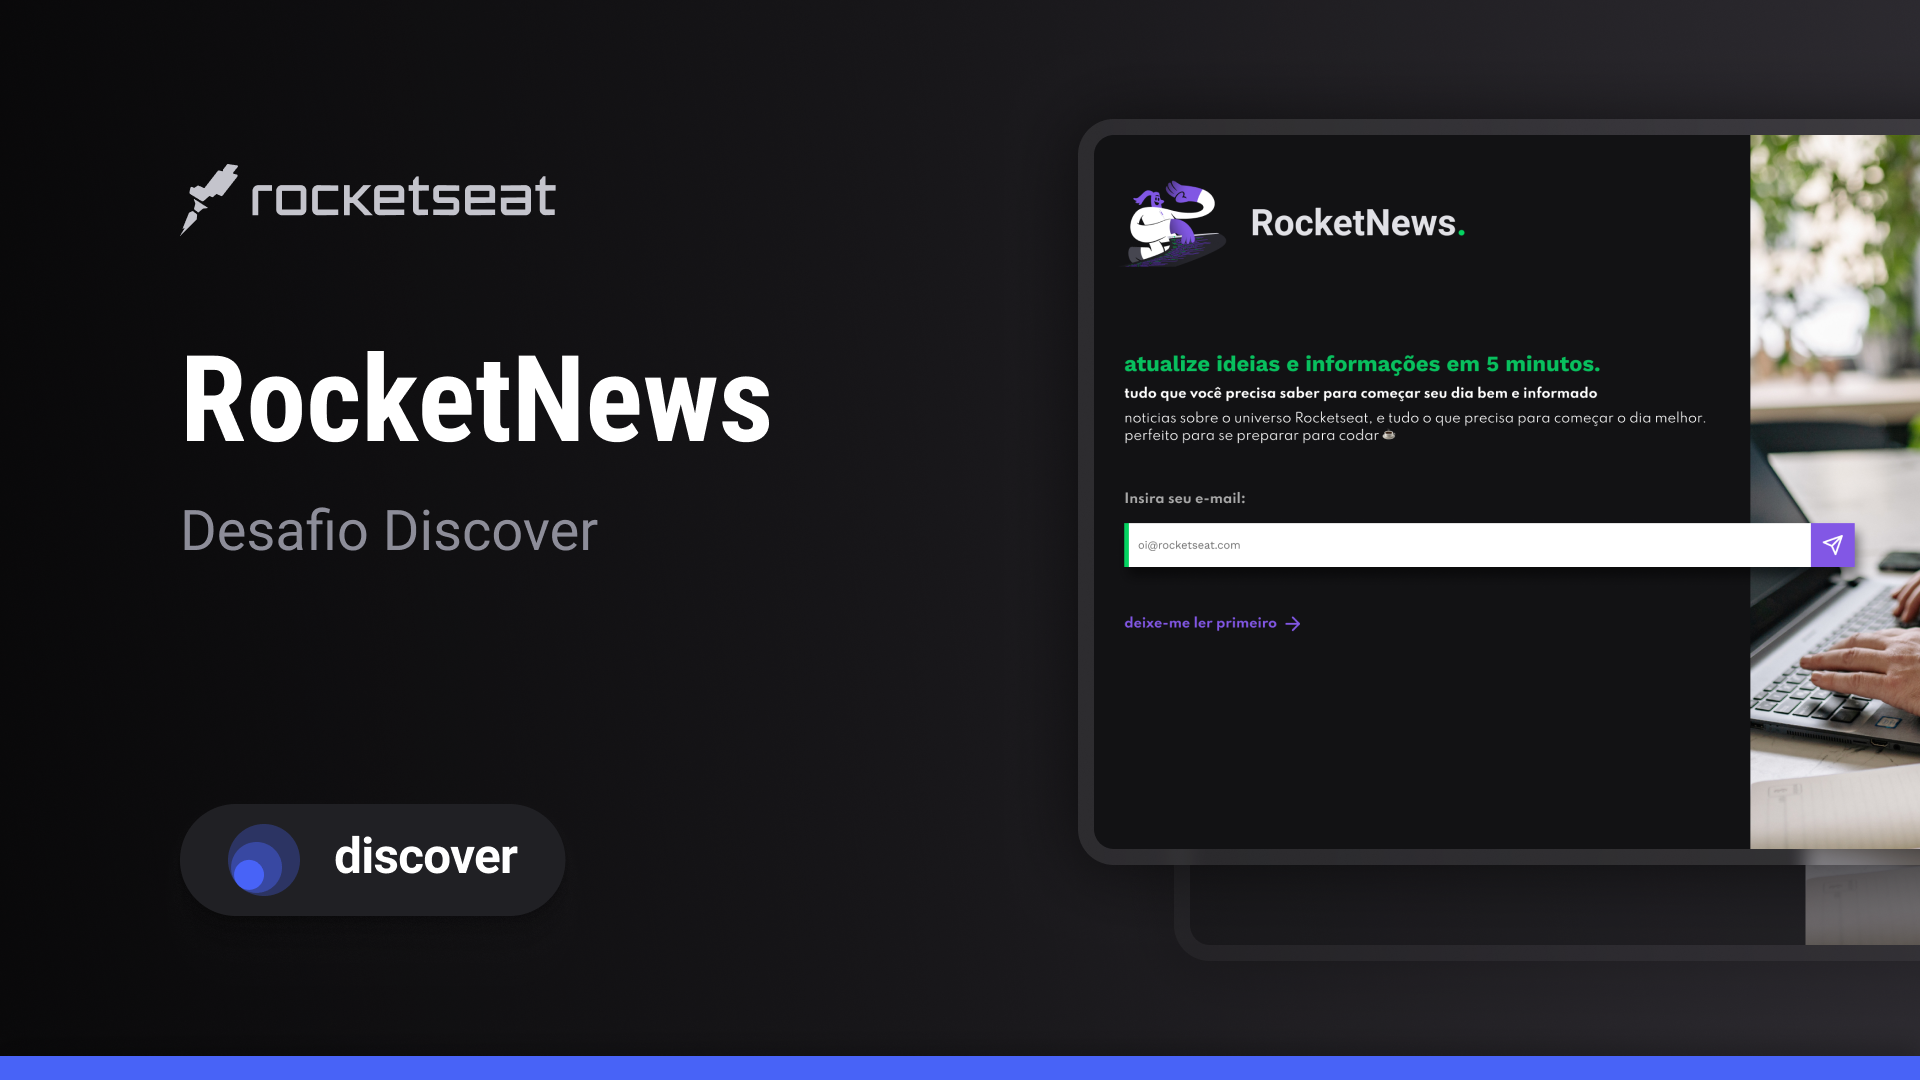 rocketseat
RocketNews
Desafio Discover
discover
RocketNews.
atualize ideias e informações em 5 minutos.
tudo que você precisa saber para começar seu dia bem e informado
noticias sobre o universo Rocketseat, e tudo o que precisa para começar o dia melhor.
perfeito para se preparar para codar ☕
Insira seu e-mail:
oi@rocketseat.com
deixe-me ler primeiro →